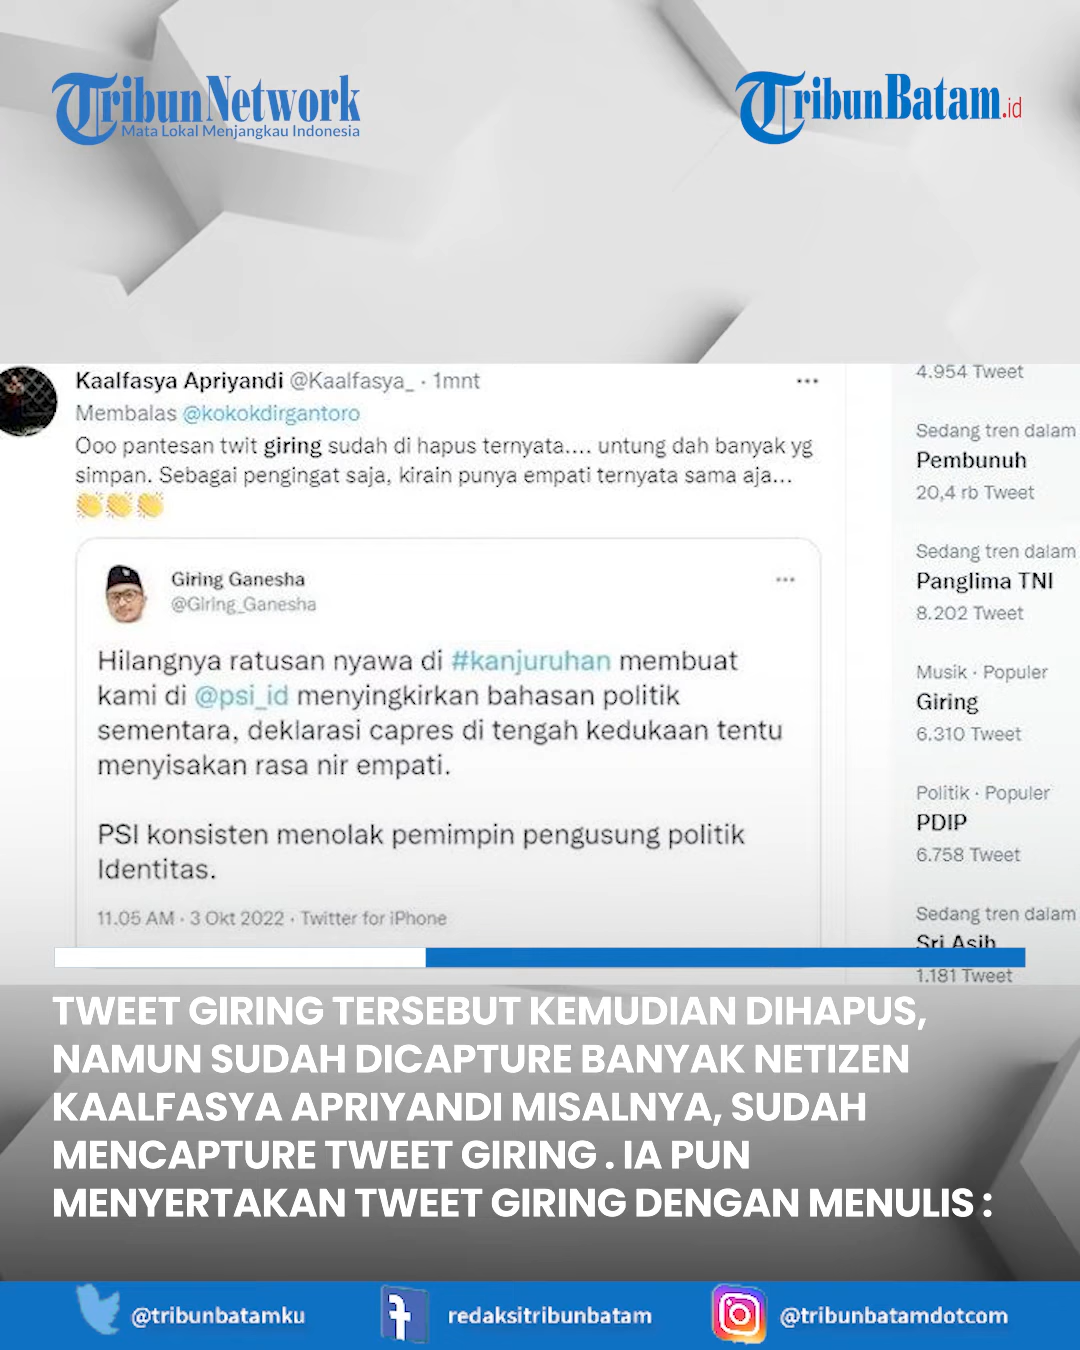 Tribun Network
Mata Lokal Menjangkau Indonesia
TribunBatam.id
Kaalfasya Apriyandi @Kaalfasya_ · 1mnt
Membalas @kokokdirgantoro
Ooo pantesan twit giring sudah di hapus ternyata.... untung dah banyak yg
simpan. Sebagai pengingat saja, kirain punya empati ternyata sama aja...
👏👏👏
Giring Ganesha
@Giring_Ganesha
Hilangnya ratusan nyawa di #kanjuruhan membuat
kami di @psi_id menyingkirkan bahasan politik
sementara, deklarasi capres di tengah kedukaan tentu
menyisakan rasa nir empati.
PSI konsisten menolak pemimpin pengusung politik
Identitas.
11.05 AM · 3 Okt 2022 · Twitter for iPhone
4.954 Tweet
Sedang tren dalam
Pembunuh
20,4 rb Tweet
Sedang tren dalam
Panglima TNI
8.202 Tweet
Musik · Populer
Giring
6.310 Tweet
Politik · Populer
PDIP
6.758 Tweet
Sedang tren dalam
Sri Asih
1.181 Tweet
TWEET GIRING TERSEBUT KEMUDIAN DIHAPUS,
NAMUN SUDAH DICAPTURE BANYAK NETIZEN
KAALFASYA APRIYANDI MISALNYA, SUDAH
MENCAPTURE TWEET GIRING . IA PUN
MENYERTAKAN TWEET GIRING DENGAN MENULIS :
@tribunbatamku
redaksitribunbatam
@tribunbatamdotcom